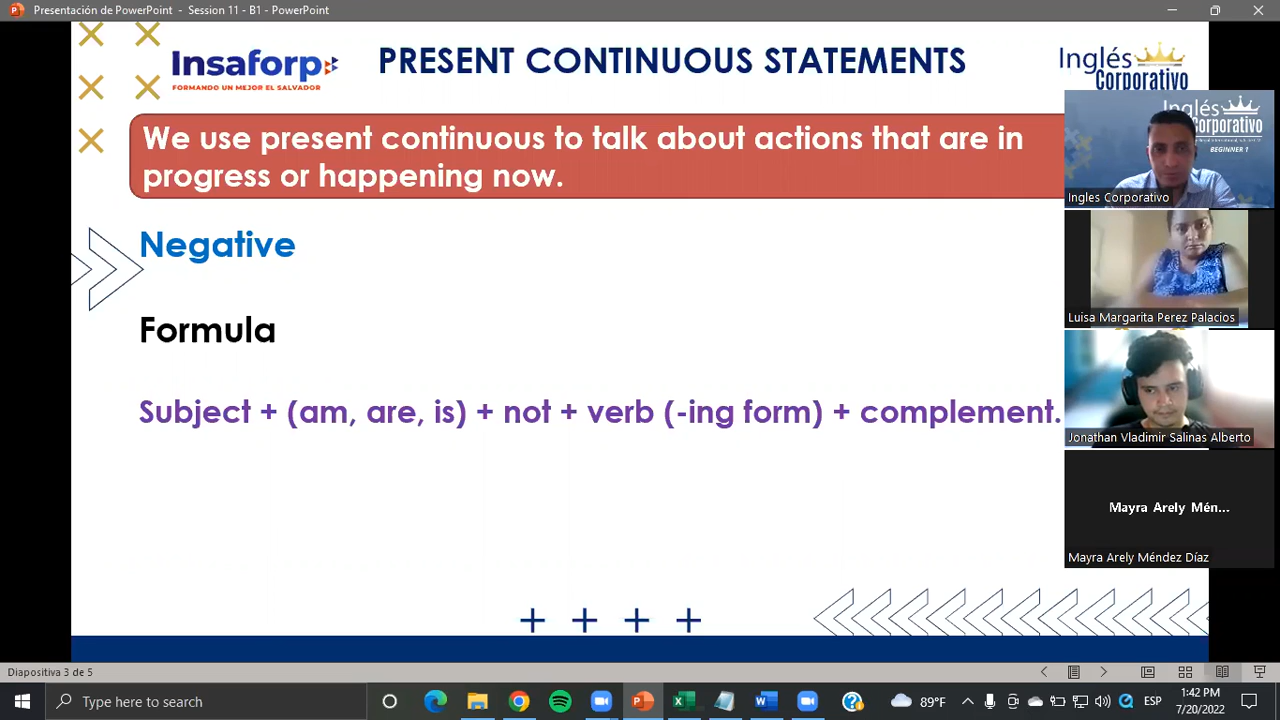 Presentación de PowerPoint - Session 11 - B1 - PowerPoint
Insaforp
FORMANDO UN MEJOR EL SALVADOR
PRESENT CONTINUOUS STATEMENTS
Inglés
Corporativo
We use present continuous to talk about actions that are in
progress or happening now.
Inglés
Corporativo
BEGINNER 1
Ingles Corporativo
Negative
Luisa Margarita Perez Palacios
Formula
Subject + (am, are, is) + not + verb (-ing form) + complement.
Jonathan Vladimir Salinas Alberto
Mayra Arely Mén...
Mayra Arely Méndez Díaz
Diapositiva 3 de 5
Type here to search
89°F
ESP
1:42 PM
7/20/2022